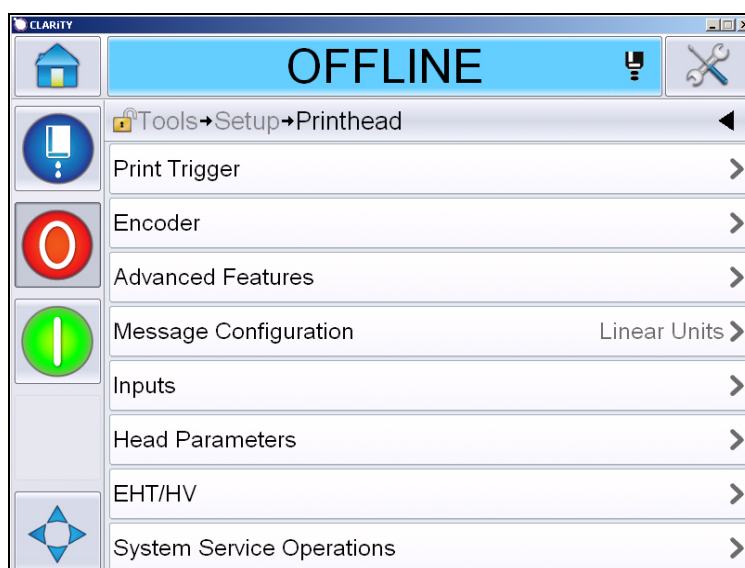 CLARiTY
OFFLINE
Tools→Setup→Printhead
Print Trigger
Encoder
Advanced Features
Message Configuration Linear Units
Inputs
Head Parameters
EHT/HV
System Service Operations